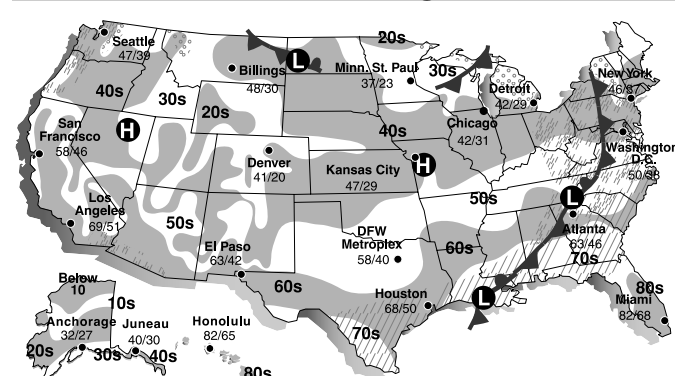 20s
Seattle
47/39
L
Billings
48/30
Minn. St. Paul
37/23
30s
Detroit
42/29
New York
46/37
40s
30s
20s
San
Francisco
58/46
H
40s
Chicago
42/31
Washington
D.C.
50/38
Denver
41/20
Kansas City
47/29
H
Los
Angeles
69/51
50s
50s
L
Atlanta
63/46
70s
El Paso
63/42
DFW
Metroplex
58/40
60s
60s
Houston
68/50
L
80s
Miami
82/68
70s
Below
10
10s
Anchorage
32/27
Juneau
40/30
Honolulu
82/65
20s
30s
40s
80s